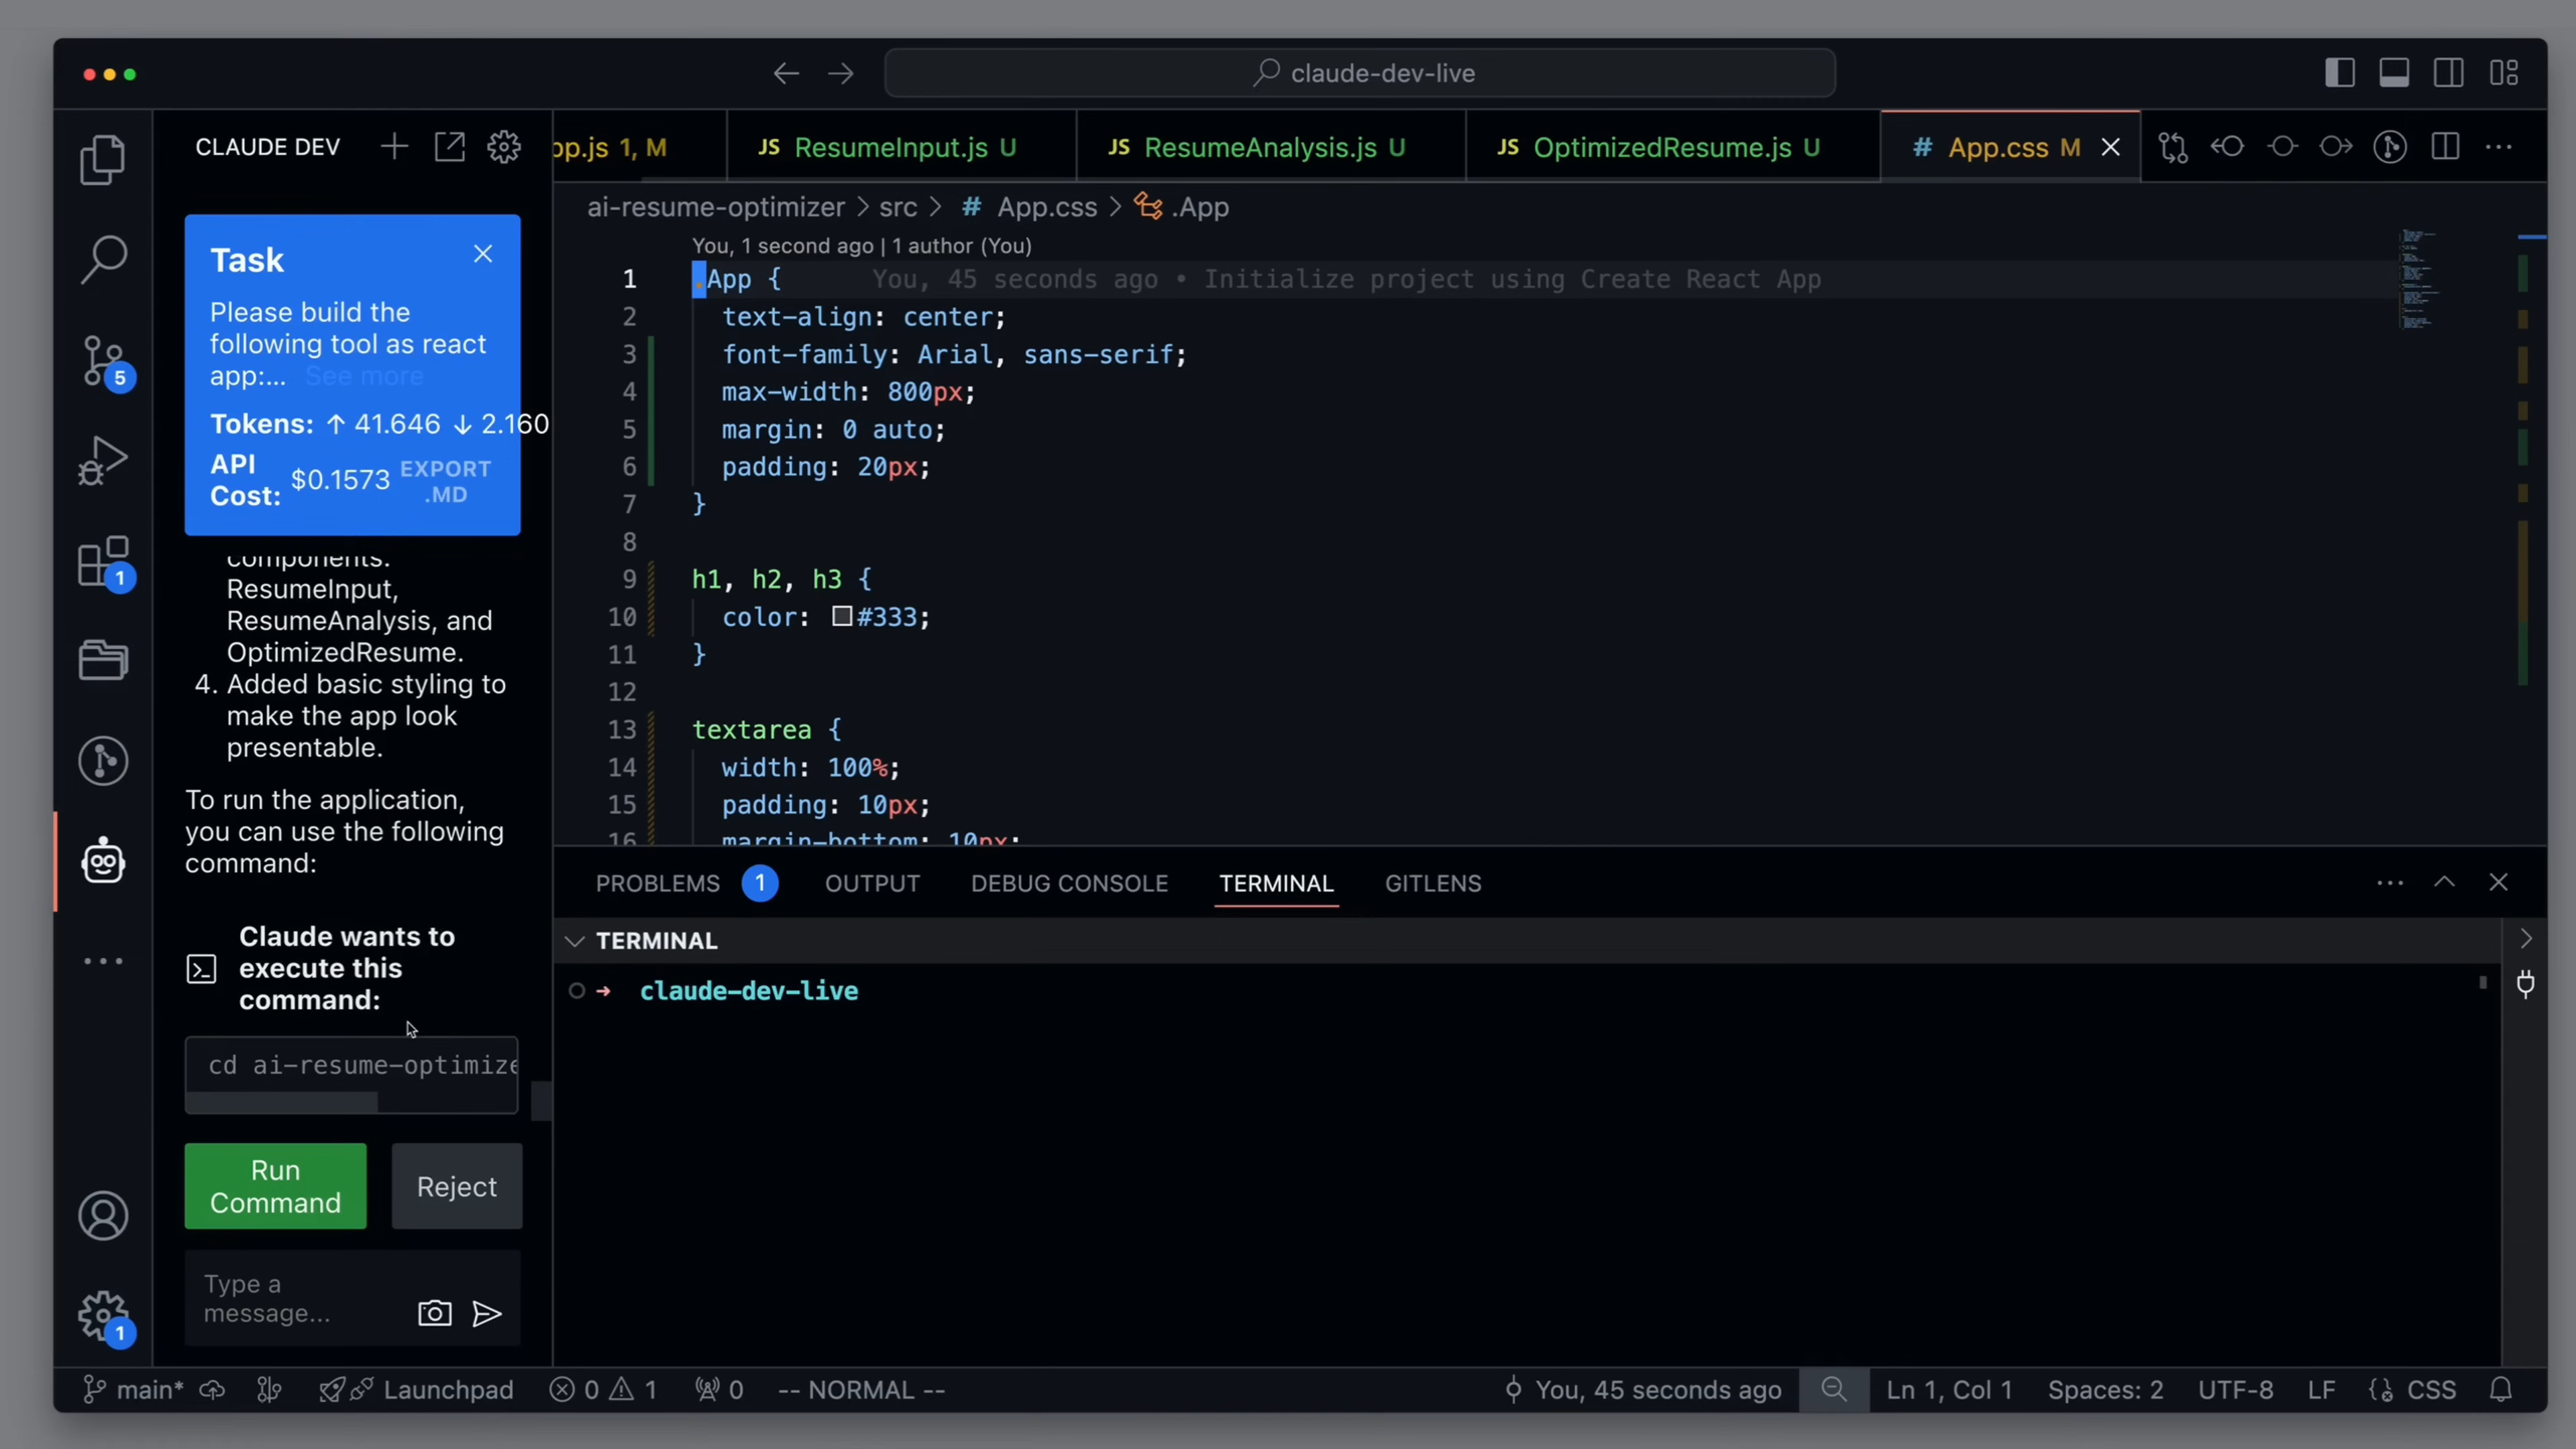 claude-dev-live
CLAUDE DEV
pp.js 1, M
JS ResumeInput.js U
JS ResumeAnalysis.js U
JS OptimizedResume.js U
# App.css M
5
1
1
Task
Please build the
following tool as react
app:... See more
Tokens: ↑ 41.646 ↓ 2.160
API
Cost: $0.1573 EXPORT
.MD
components:
ResumeInput,
ResumeAnalysis, and
OptimizedResume.
4. Added basic styling to
make the app look
presentable.
To run the application,
you can use the following
command:
Claude wants to
execute this
command:
cd ai-resume-optimize
Run
Command
Reject
Type a
message...
ai-resume-optimizer > src > # App.css > .App
You, 1 second ago | 1 author (You)
1 .App { You, 45 seconds ago • Initialize project using Create React App
2 text-align: center;
3 font-family: Arial, sans-serif;
4 max-width: 800px;
5 margin: 0 auto;
6 padding: 20px;
7 }
8
9 h1, h2, h3 {
10 color: #333;
11 }
12
13 textarea {
14 width: 100%;
15 padding: 10px;
16 margin-bottom: 10px;
PROBLEMS 1 OUTPUT DEBUG CONSOLE TERMINAL GITLENS
TERMINAL
→ claude-dev-live
main* Launchpad 0 1 0 -- NORMAL -- You, 45 seconds ago Ln 1, Col 1 Spaces: 2 UTF-8 LF CSS